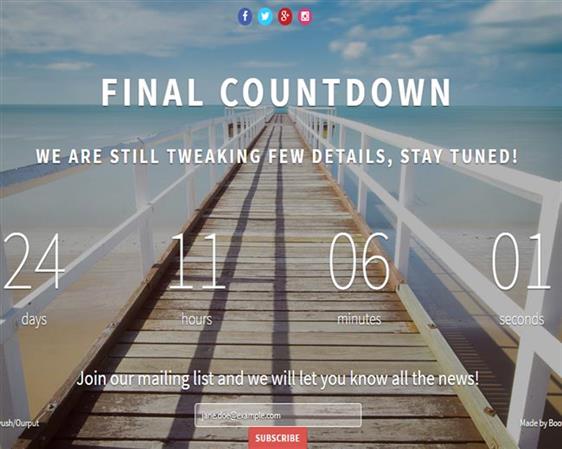 FINAL COUNTDOWN
WE ARE STILL TWEAKING FEW DETAILS, STAY TUNED!
24 11 06 01
days hours minutes seconds
Join our mailing list and we will let you know all the news!
jane.doe@example.com
ush/Ourput Made by Boo
SUBSCRIBE